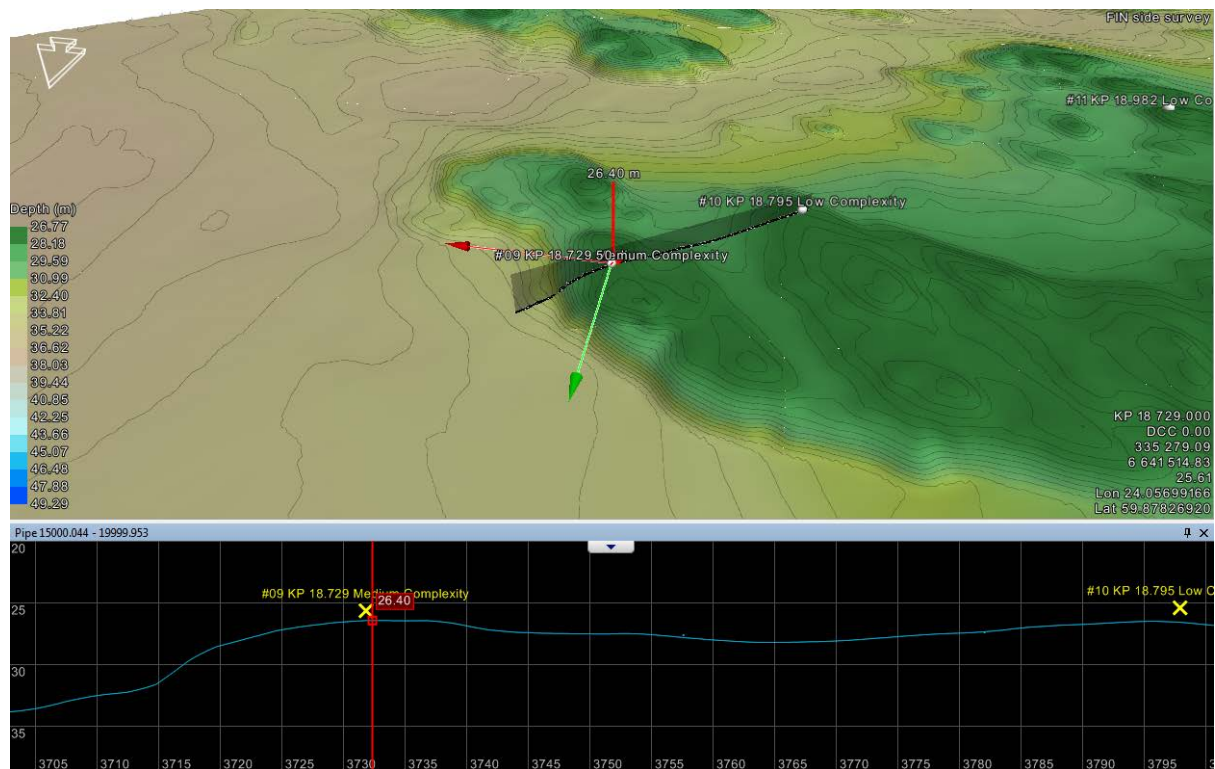 FIN side survey
#11 KP 18.982 Low Co
26.40 m
#10 KP 18.795 Low Complexity
Depth (m)
26.77
28.18
29.59
30.99
32.40
33.81
35.22
36.62
38.03
39.44
40.85
42.25
43.66
45.07
46.48
47.88
49.29
#09 KP 18.729 50 mum Complexity
KP 18 729.000
DCC 0.00
335 279.09
6 641 514.83
25.61
Lon 24.05699166
Lat 59.87826920
Pipe 15000.044 - 19999.953
20
#09 KP 18.729 Medium Complexity
26.40
#10 KP 18.795 Low C
25
30
35
3705 3710 3715 3720 3725 3730 3735 3740 3745 3750 3755 3760 3765 3770 3775 3780 3785 3790 3795 3